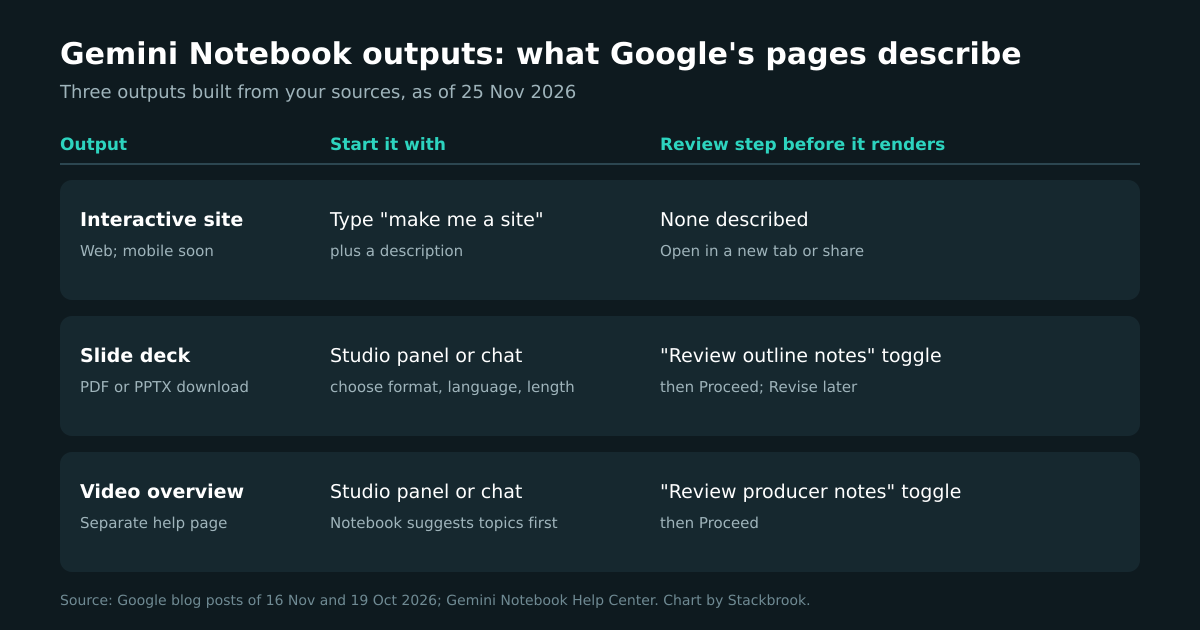 Gemini Notebook outputs: what Google's pages describe
Three outputs built from your sources, as of 25 Nov 2026
Output
Start it with
Review step before it renders
Interactive site
Type "make me a site"
None described
Web; mobile soon
plus a description
Open in a new tab or share
Slide deck
Studio panel or chat
"Review outline notes" toggle
PDF or PPTX download
choose format, language, length
then Proceed; Revise later
Video overview
Studio panel or chat
"Review producer notes" toggle
Separate help page
Notebook suggests topics first
then Proceed
Source: Google blog posts of 16 Nov and 19 Oct 2026; Gemini Notebook Help Center. Chart by Stackbrook.